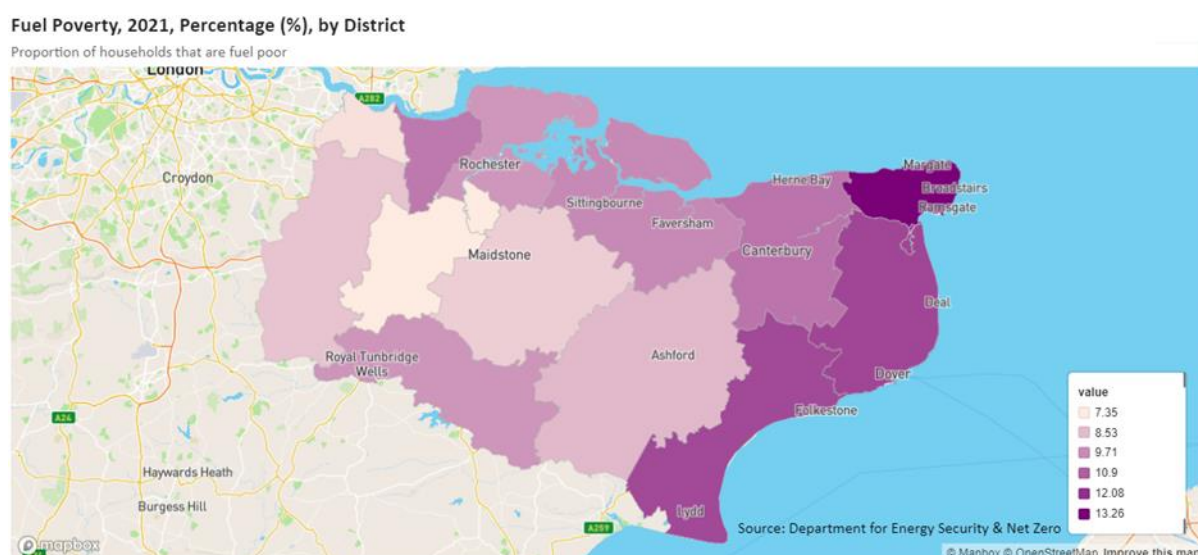 Fuel Poverty, 2021, Percentage (%), by District
Proportion of households that are fuel poor
London
A282
Croydon
Rochester
Margate
Herne Bay
Broadstairs
Sittingbourne
Ramsgate
Faversham
Maidstone
Canterbury
Deal
Royal Tunbridge
Wells
Ashford
Dover
Folkestone
A24
Haywards Heath
Burgess Hill
Lydd
A259
value
7.35
8.53
9.71
10.9
12.08
13.26
Source: Department for Energy Security & Net Zero
mapbox
© Mapbox © OpenStreetMap Improve this map